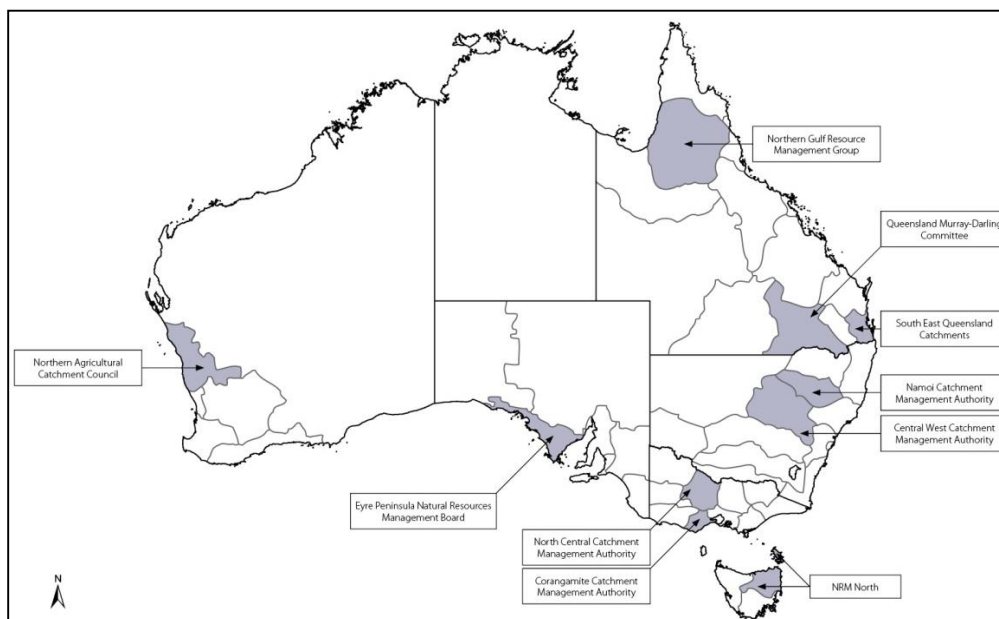 Northern Gulf Resource
Management Group
Queensland Murray-Darling
Committee
South East Queensland
Catchments
Northern Agricultural
Catchment Council
Namoi Catchment
Management Authority
Central West Catchment
Management Authority
Eyre Peninsula Natural Resources
Management Board
North Central Catchment
Management Authority
Corangamite Catchment
Management Authority
NRM North
N